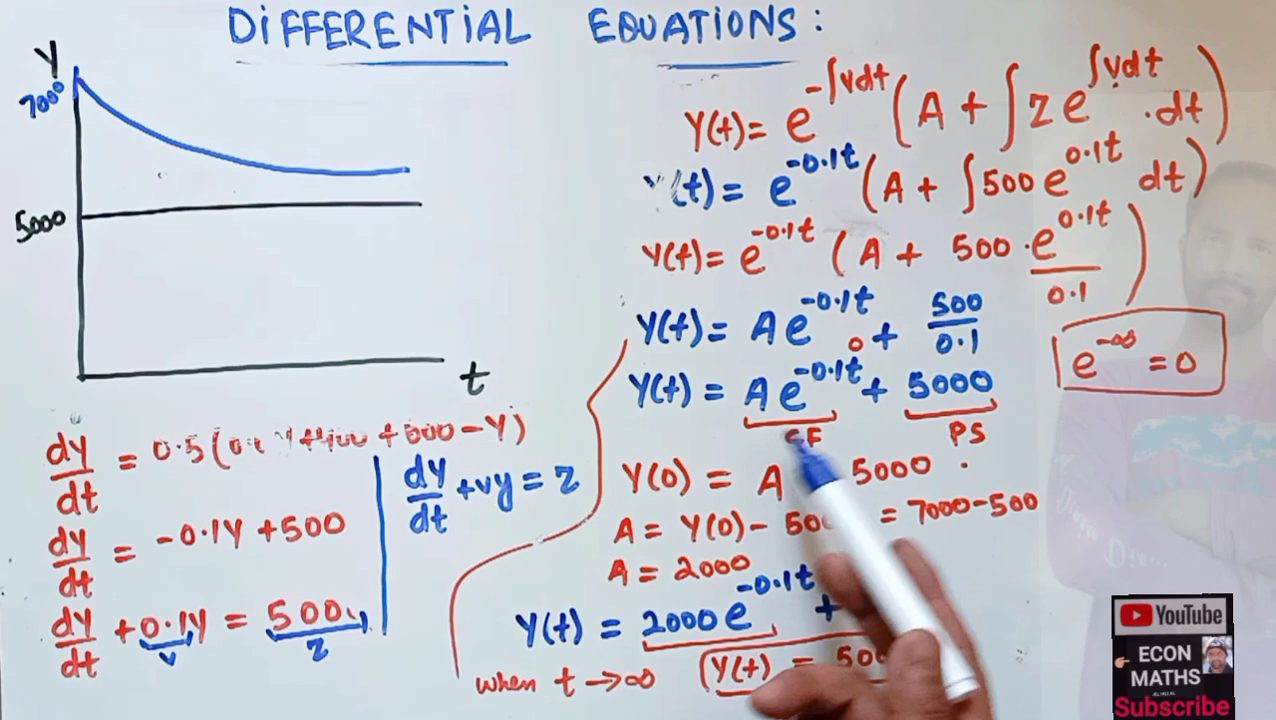 DIFFERENTIAL EQUATIONS:
Y
7000
5000
t
dy/dt = 0.5( + - Y)
dy/dt = -0.1Y + 500
dy/dt + 0.1Y = 500
v z
dY/dt + vy = z
Y(t) = e^{-∫vdt} (A + ∫ z e^{∫vdt} . dt)
Y(t) = e^{-0.1t} (A + ∫ 500 e^{0.1t} dt)
Y(t) = e^{-0.1t} (A + 500 . e^{0.1t}/0.1)
Y(t) = A e^{-0.1t} + 500/0.1
e^{-∞} = 0
0
Y(t) = A e^{-0.1t} + 5000
PS
Y(0) = A 5000
A = Y(0) - = 7000 - 500
A = 2000
Y(t) = 2000 e^{-0.1t} +
when t → ∞ Y(t) =
YouTube
ECON
MATHS
Subscribe